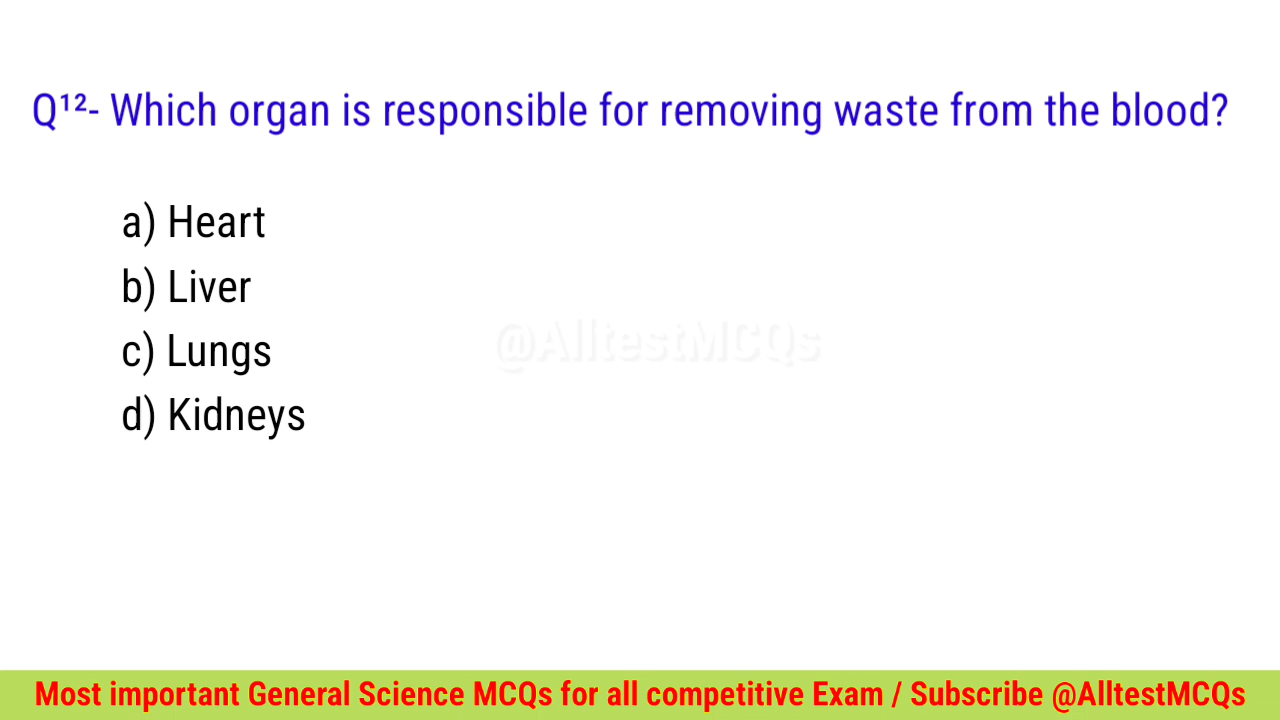 Q¹²- Which organ is responsible for removing waste from the blood?
a) Heart
b) Liver
c) Lungs
d) Kidneys
@AlltestMCQs
Most important General Science MCQs for all competitive Exam / Subscribe @AlltestMCQs